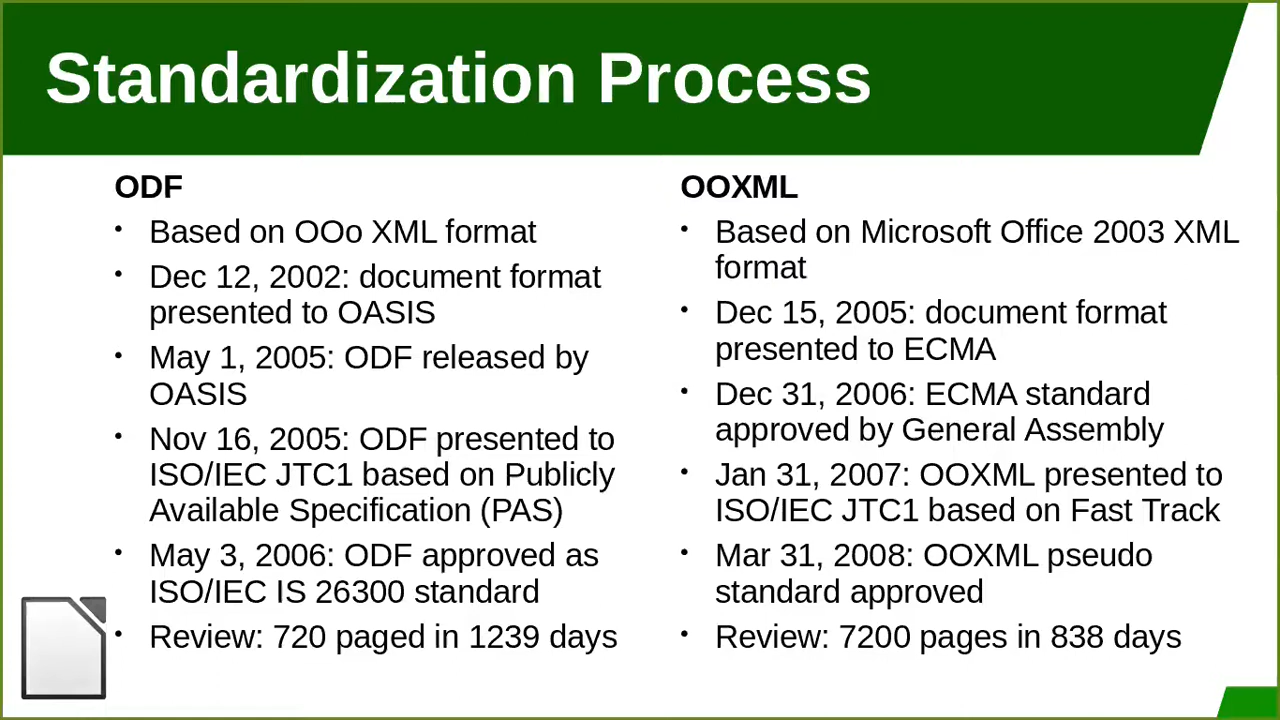 Standardization Process
ODF
• Based on OOo XML format
• Dec 12, 2002: document format
presented to OASIS
• May 1, 2005: ODF released by
OASIS
• Nov 16, 2005: ODF presented to
ISO/IEC JTC1 based on Publicly
Available Specification (PAS)
• May 3, 2006: ODF approved as
ISO/IEC IS 26300 standard
• Review: 720 paged in 1239 days
OOXML
• Based on Microsoft Office 2003 XML
format
• Dec 15, 2005: document format
presented to ECMA
• Dec 31, 2006: ECMA standard
approved by General Assembly
• Jan 31, 2007: OOXML presented to
ISO/IEC JTC1 based on Fast Track
• Mar 31, 2008: OOXML pseudo
standard approved
• Review: 7200 pages in 838 days